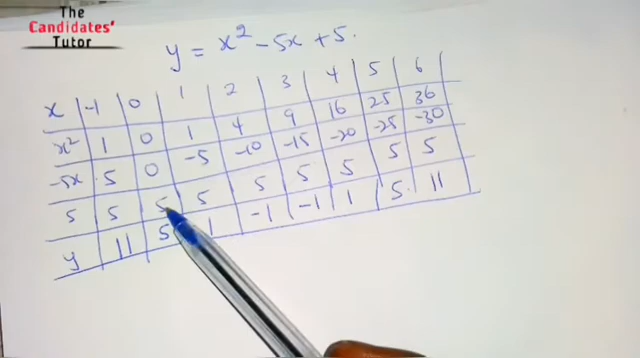 The
Candidates'
Tutor
y = x² - 5x + 5.
x -1 0 1 2 3 4 5 6
x² 1 0 1 4 9 16 25 36
-5x 5 0 -5 -10 -15 -20 -25 -30
5 5 5 5 5 5 5 5 5
y 11 5 1 -1 -1 1 5 11